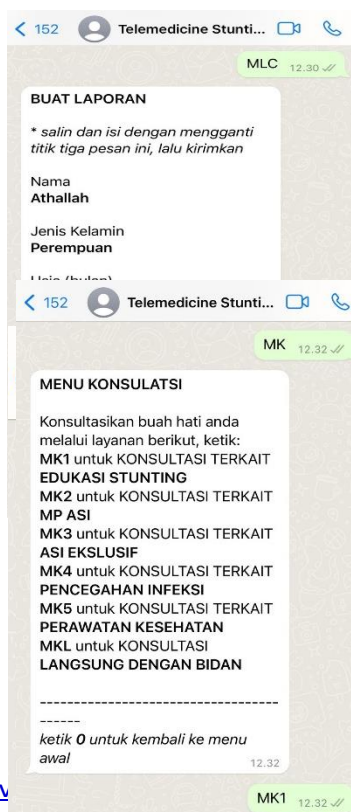 152 Telemedicine Stunti...
MLC 12.30
BUAT LAPORAN
* salin dan isi dengan mengganti
titik tiga pesan ini, lalu kirimkan
Nama
Athallah
Jenis Kelamin
Perempuan
152 Telemedicine Stunti...
MK 12.32
MENU KONSULATSI
Konsultasikan buah hati anda
melalui layanan berikut, ketik:
MK1 untuk KONSULTASI TERKAIT
EDUKASI STUNTING
MK2 untuk KONSULTASI TERKAIT
MP ASI
MK3 untuk KONSULTASI TERKAIT
ASI EKSLUSIF
MK4 untuk KONSULTASI TERKAIT
PENCEGAHAN INFEKSI
MK5 untuk KONSULTASI TERKAIT
PERAWATAN KESEHATAN
MKL untuk KONSULTASI
LANGSUNG DENGAN BIDAN
-----------------------------------
------
ketik 0 untuk kembali ke menu
awal 12.32
MK1 12.32